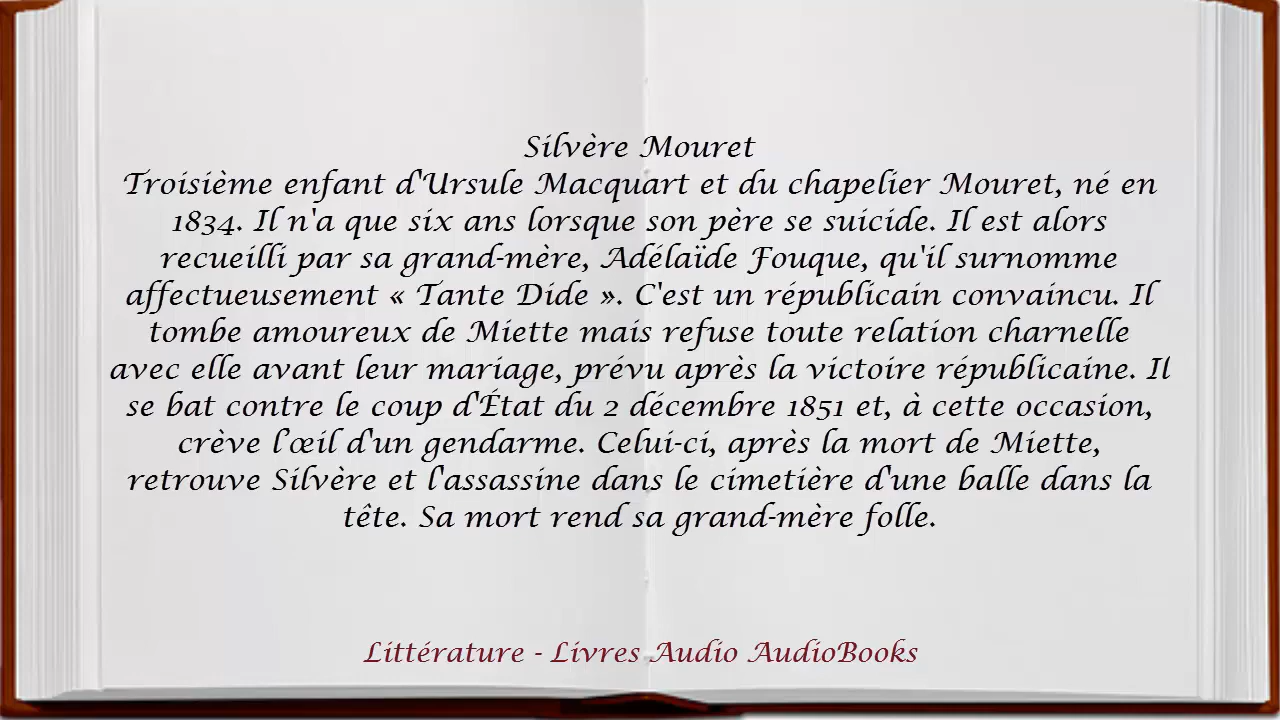 Silvère Mouret
Troisième enfant d'Ursule Macquart et du chapelier Mouret, né en
1834. Il n'a que six ans lorsque son père se suicide. Il est alors
recueilli par sa grand-mère, Adélaïde Fouque, qu'il surnomme
affectueusement « Tante Dide ». C'est un républicain convaincu. Il
tombe amoureux de Miette mais refuse toute relation charnelle
avec elle avant leur mariage, prévu après la victoire républicaine. Il
se bat contre le coup d'État du 2 décembre 1851 et, à cette occasion,
crève l'œil d'un gendarme. Celui-ci, après la mort de Miette,
retrouve Silvère et l'assassine dans le cimetière d'une balle dans la
tête. Sa mort rend sa grand-mère folle.
Littérature - Livres Audio AudioBooks